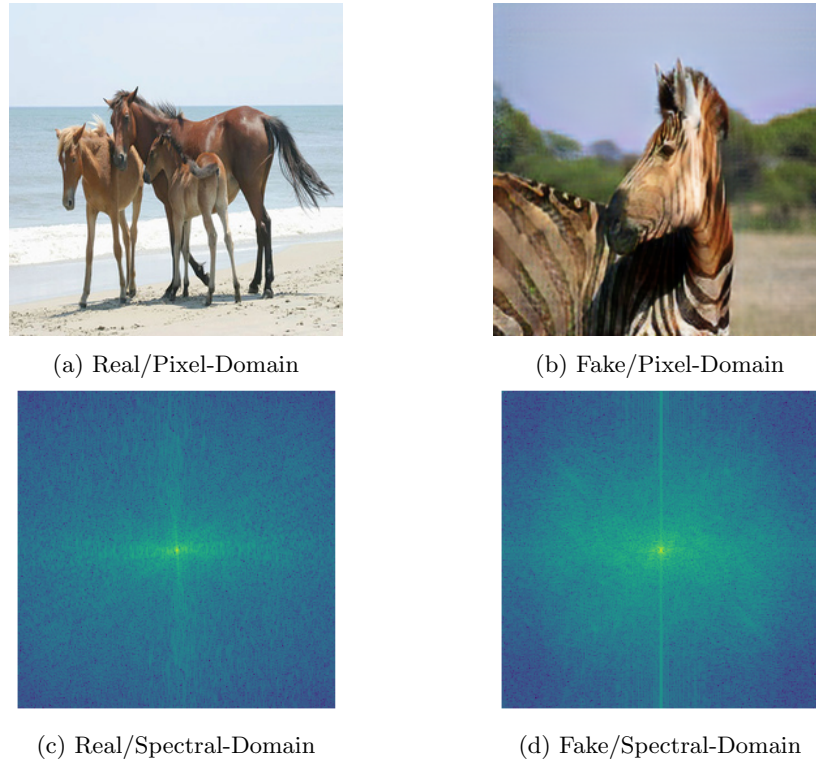 (a) Real/Pixel-Domain
(b) Fake/Pixel-Domain
(c) Real/Spectral-Domain
(d) Fake/Spectral-Domain